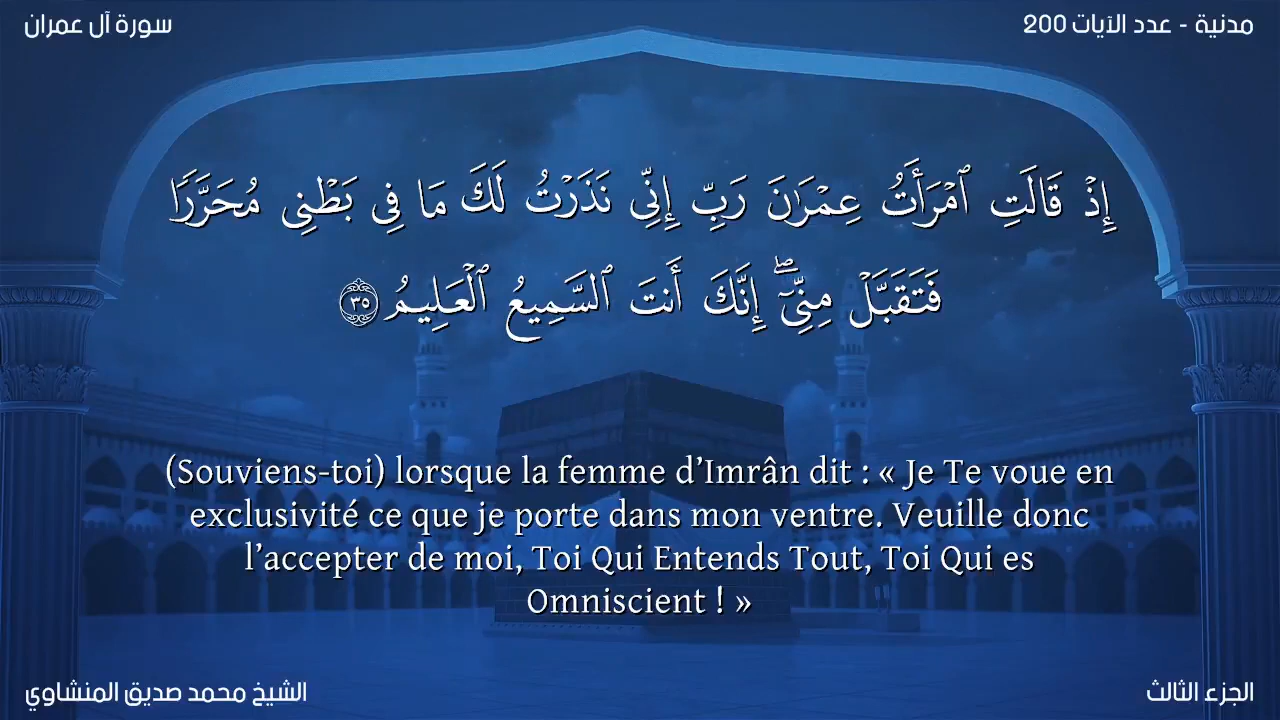 سورة آل عمران
مدنية - عدد الآيات 200
إِذۡ قَالَتِ ٱمۡرَأَتُ عِمۡرَٰنَ رَبِّ إِنِّي نَذَرۡتُ لَكَ مَا فِي بَطۡنِي مُحَرَّرٗا
فَتَقَبَّلۡ مِنِّيٓۖ إِنَّكَ أَنتَ ٱلسَّمِيعُ ٱلۡعَلِيمُ ٣٥
(Souviens-toi) lorsque la femme d’Imrân dit : « Je Te voue en
exclusivité ce que je porte dans mon ventre. Veuille donc
l’accepter de moi, Toi Qui Entends Tout, Toi Qui es
Omniscient ! »
الشيخ محمد صديق المنشاوي
الجزء الثالث